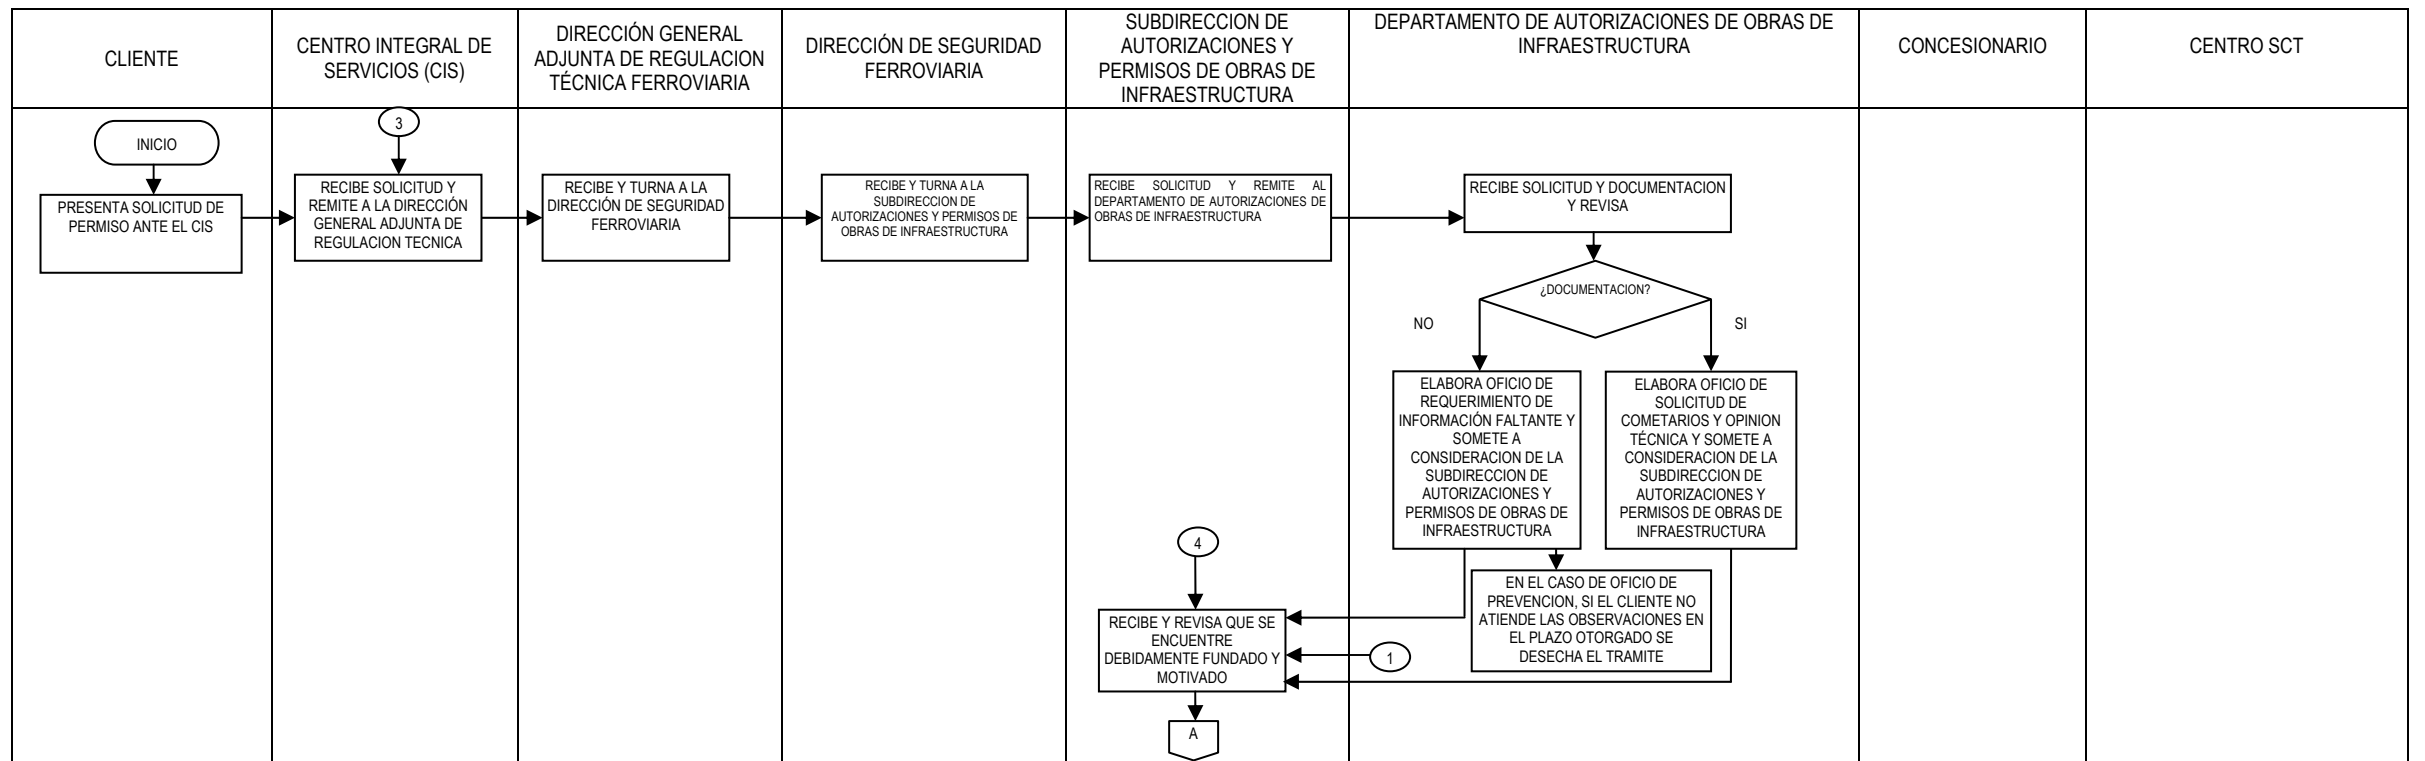 CLIENTE
CENTRO INTEGRAL DE
SERVICIOS (CIS)
DIRECCIÓN GENERAL
ADJUNTA DE REGULACION
TÉCNICA FERROVIARIA
DIRECCIÓN DE SEGURIDAD
FERROVIARIA
SUBDIRECCION DE
AUTORIZACIONES Y
PERMISOS DE OBRAS DE
INFRAESTRUCTURA
DEPARTAMENTO DE AUTORIZACIONES DE OBRAS DE
INFRAESTRUCTURA
CONCESIONARIO
CENTRO SCT
INICIO
3
PRESENTA SOLICITUD DE
PERMISO ANTE EL CIS
RECIBE SOLICITUD Y
REMITE A LA DIRECCIÓN
GENERAL ADJUNTA DE
REGULACION TECNICA
RECIBE Y TURNA A LA
DIRECCIÓN DE SEGURIDAD
FERROVIARIA
RECIBE Y TURNA A LA
SUBDIRECCION DE
AUTORIZACIONES Y PERMISOS DE
OBRAS DE INFRAESTRUCTURA
RECIBE SOLICITUD Y REMITE AL
DEPARTAMENTO DE AUTORIZACIONES DE
OBRAS DE INFRAESTRUCTURA
RECIBE SOLICITUD Y DOCUMENTACION
Y REVISA
¿DOCUMENTACION?
NO
SI
ELABORA OFICIO DE
REQUERIMIENTO DE
INFORMACIÓN FALTANTE Y
SOMETE A
CONSIDERACION DE LA
SUBDIRECCION DE
AUTORIZACIONES Y
PERMISOS DE OBRAS DE
INFRAESTRUCTURA
ELABORA OFICIO DE
SOLICITUD DE
COMETARIOS Y OPINION
TÉCNICA Y SOMETE A
CONSIDERACION DE LA
SUBDIRECCION DE
AUTORIZACIONES Y
PERMISOS DE OBRAS DE
INFRAESTRUCTURA
4
EN EL CASO DE OFICIO DE
PREVENCION, SI EL CLIENTE NO
ATIENDE LAS OBSERVACIONES EN
EL PLAZO OTORGADO SE
DESECHA EL TRAMITE
RECIBE Y REVISA QUE SE
ENCUENTRE
DEBIDAMENTE FUNDADO Y
MOTIVADO
1
A